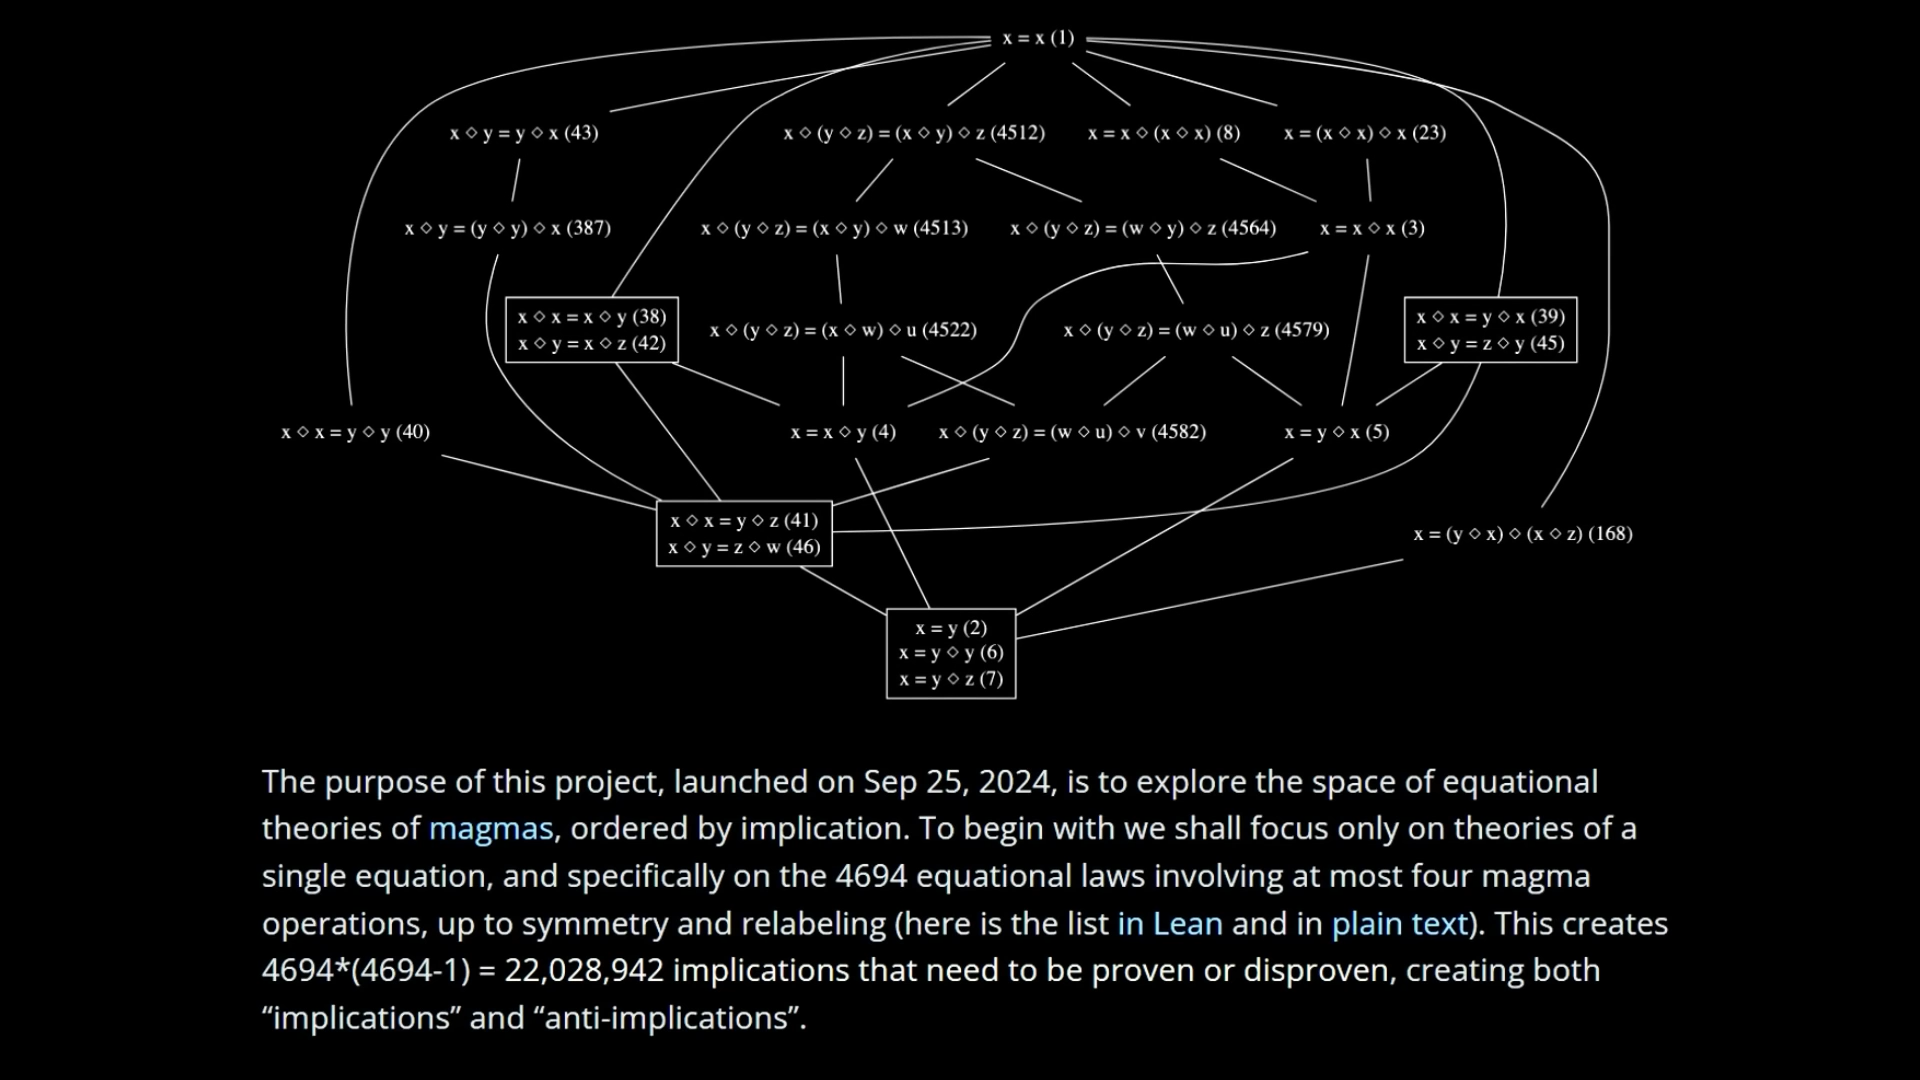 x = x (1)
x ◇ y = y ◇ x (43)
x ◇ (y ◇ z) = (x ◇ y) ◇ z (4512)
x = x ◇ (x ◇ x) (8)
x = (x ◇ x) ◇ x (23)
x ◇ y = (y ◇ y) ◇ x (387)
x ◇ (y ◇ z) = (x ◇ y) ◇ w (4513)
x ◇ (y ◇ z) = (w ◇ y) ◇ z (4564)
x = x ◇ x (3)
x ◇ x = x ◇ y (38)
x ◇ y = x ◇ z (42)
x ◇ (y ◇ z) = (x ◇ w) ◇ u (4522)
x ◇ (y ◇ z) = (w ◇ u) ◇ z (4579)
x ◇ x = y ◇ x (39)
x ◇ y = z ◇ y (45)
x ◇ x = y ◇ y (40)
x = x ◇ y (4)
x ◇ (y ◇ z) = (w ◇ u) ◇ v (4582)
x = y ◇ x (5)
x ◇ x = y ◇ z (41)
x ◇ y = z ◇ w (46)
x = (y ◇ x) ◇ (x ◇ z) (168)
x = y (2)
x = y ◇ y (6)
x = y ◇ z (7)
The purpose of this project, launched on Sep 25, 2024, is to explore the space of equational
theories of magmas, ordered by implication. To begin with we shall focus only on theories of a
single equation, and specifically on the 4694 equational laws involving at most four magma
operations, up to symmetry and relabeling (here is the list in Lean and in plain text). This creates
4694*(4694-1) = 22,028,942 implications that need to be proven or disproven, creating both
“implications” and “anti-implications”.